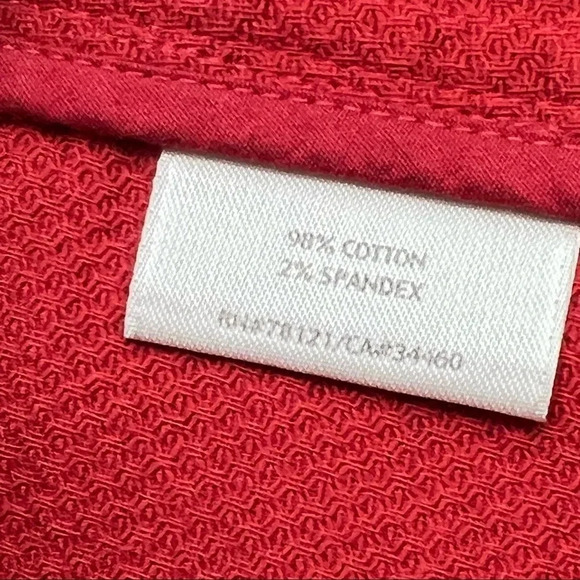 98% COTTON
2% SPANDEX
RN#78121/CA#34460